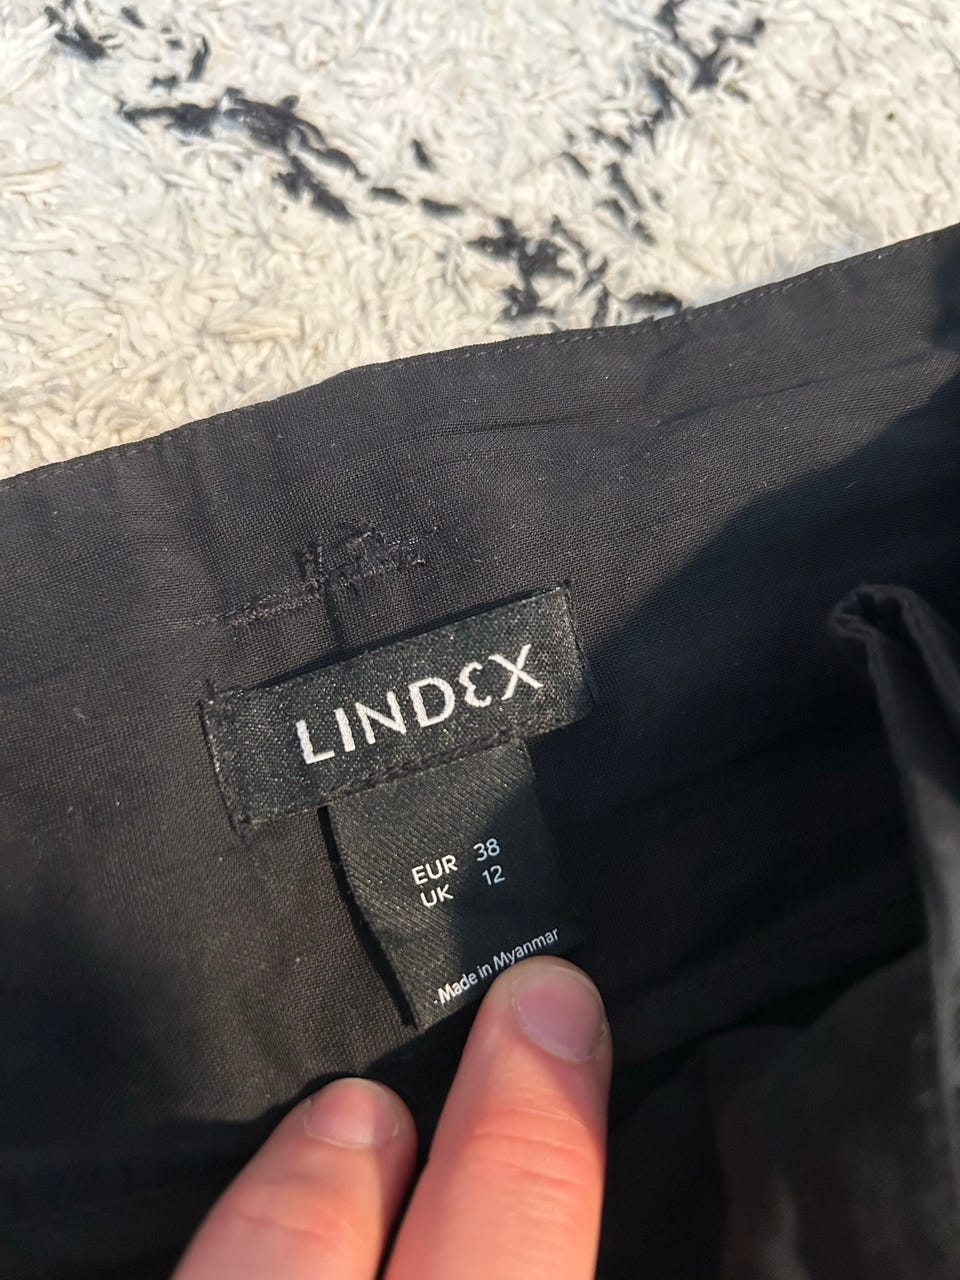 LINDEX
EUR 38
UK 12
Made in Myanmar